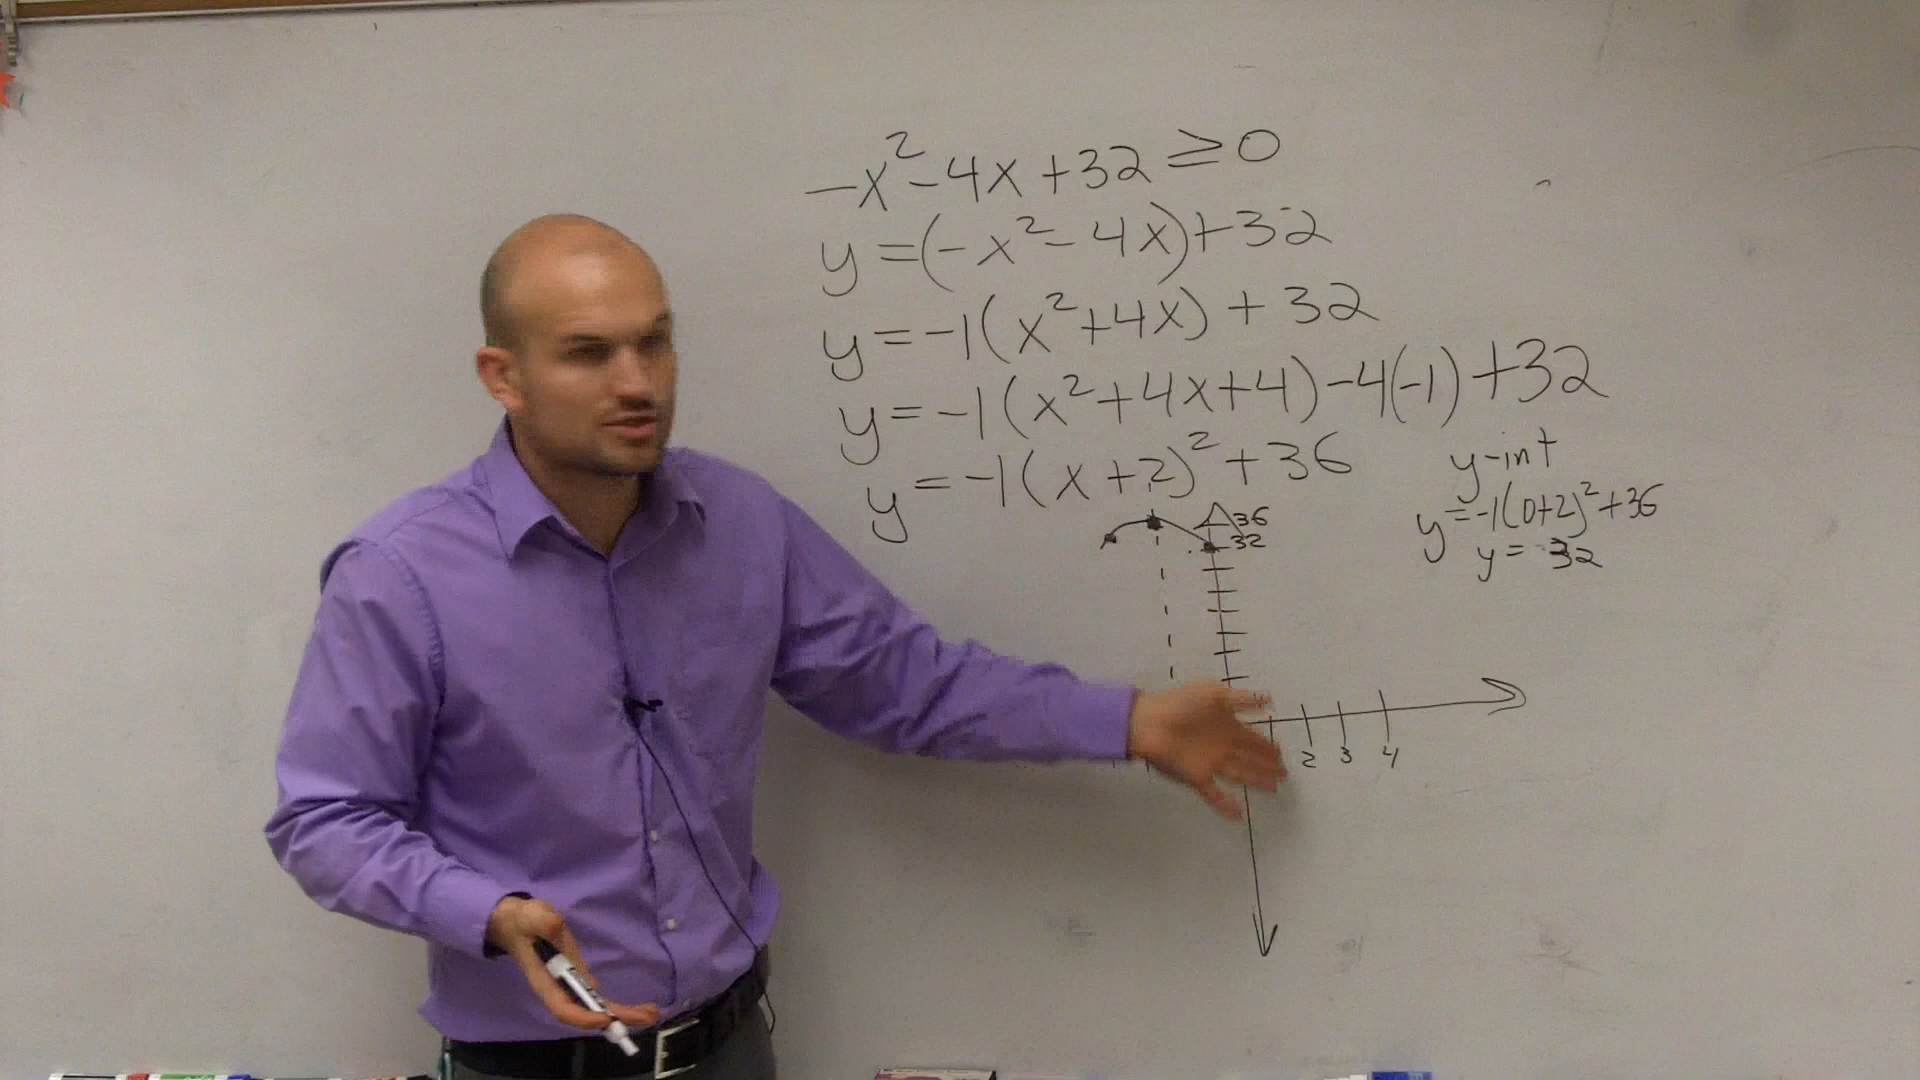 -x²-4x+32≥0
y=(-x²-4x)+32
y=-1(x²+4x)+32
y=-1(x²+4x+4)-4(-1)+32
y=-1(x+2)²+36
y-int
y=-1(0+2)²+36
y=32
36
32
2 3 4